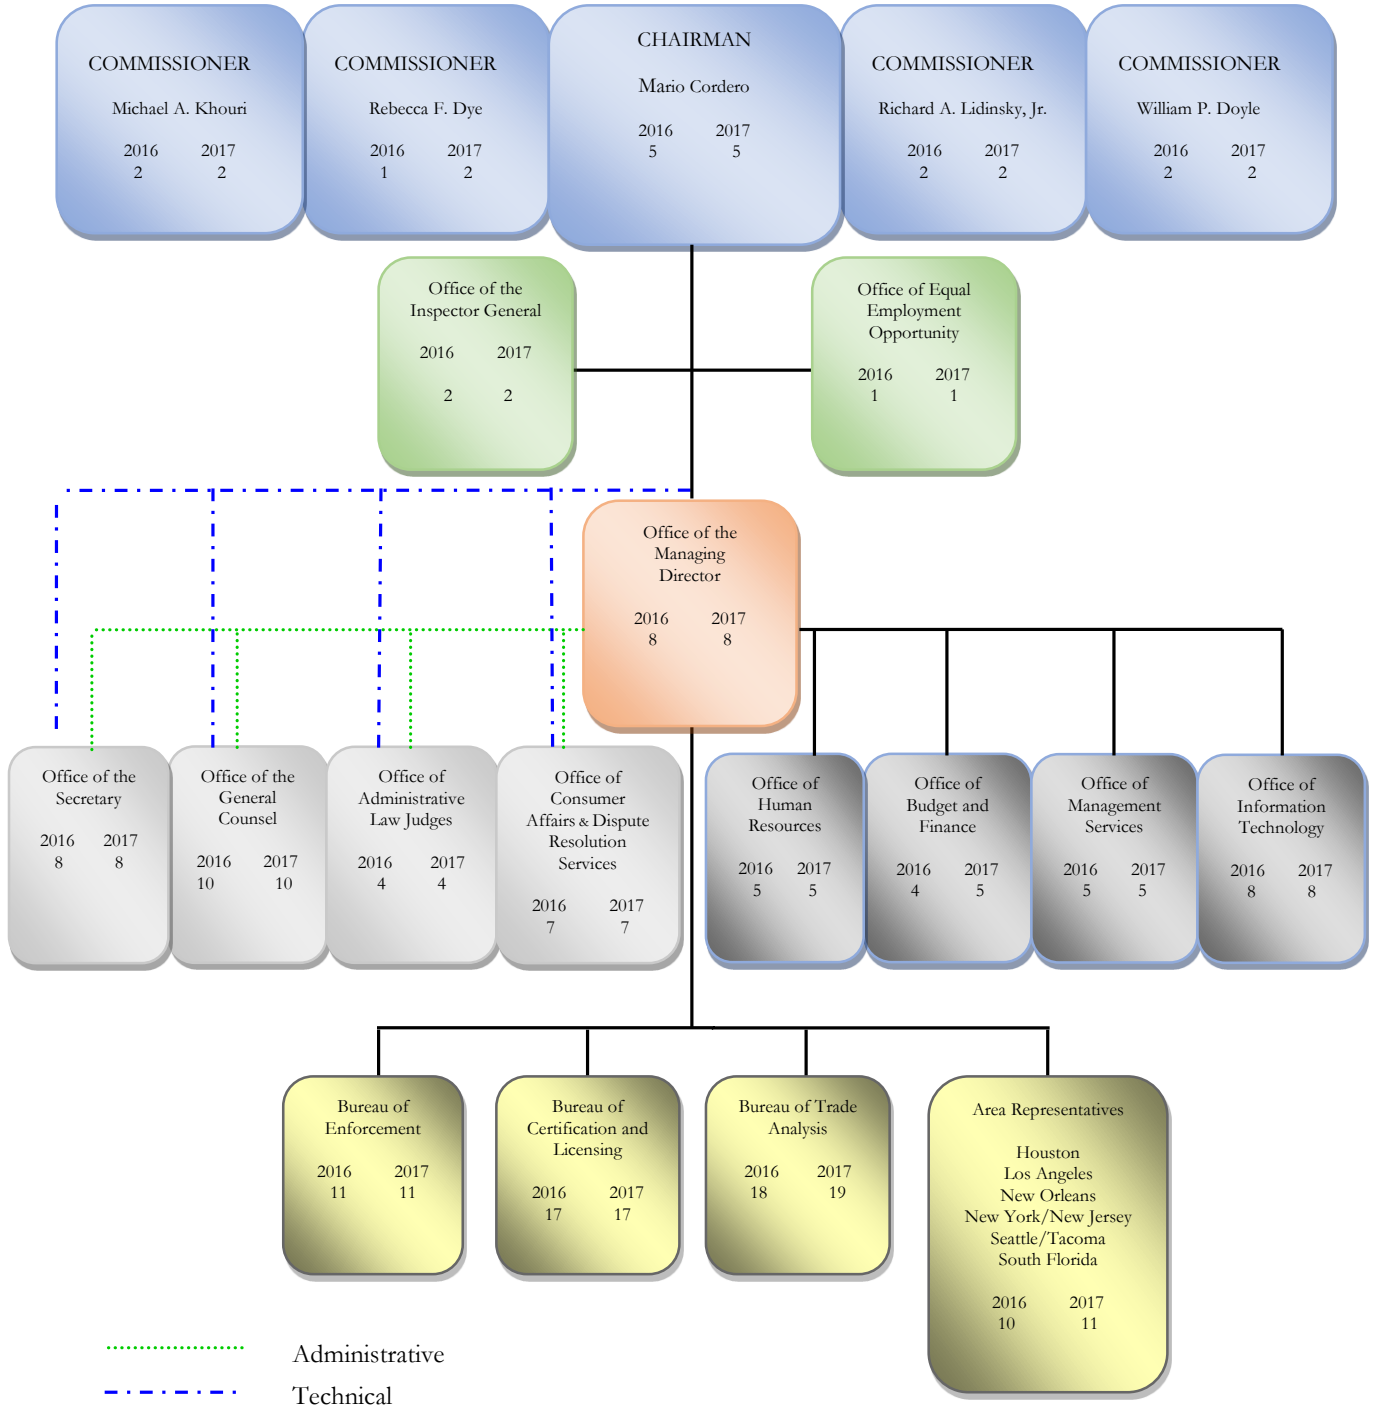 COMMISSIONER
Michael A. Khouri
2016 2017
2 2
COMMISSIONER
Rebecca F. Dye
2016 2017
1 2
CHAIRMAN
Mario Cordero
2016 2017
5 5
COMMISSIONER
Richard A. Lidinsky, Jr.
2016 2017
2 2
COMMISSIONER
William P. Doyle
2016 2017
2 2
Office of the
Inspector General
2016 2017
2 2
Office of Equal
Employment
Opportunity
2016 2017
1 1
Office of the
Managing
Director
2016 2017
8 8
Office of the
Secretary
2016 2017
8 8
Office of the
General
Counsel
2016 2017
10 10
Office of
Administrative
Law Judges
2016 2017
4 4
Office of
Consumer
Affairs & Dispute
Resolution
Services
2016 2017
7 7
Office of
Human
Resources
2016 2017
5 5
Office of
Budget and
Finance
2016 2017
4 5
Office of
Management
Services
2016 2017
5 5
Office of
Information
Technology
2016 2017
8 8
Bureau of
Enforcement
2016 2017
11 11
Bureau of
Certification and
Licensing
2016 2017
17 17
Bureau of Trade
Analysis
2016 2017
18 19
Area Representatives
Houston
Los Angeles
New Orleans
New York/New Jersey
Seattle/Tacoma
South Florida
2016 2017
10 11
Administrative
Technical